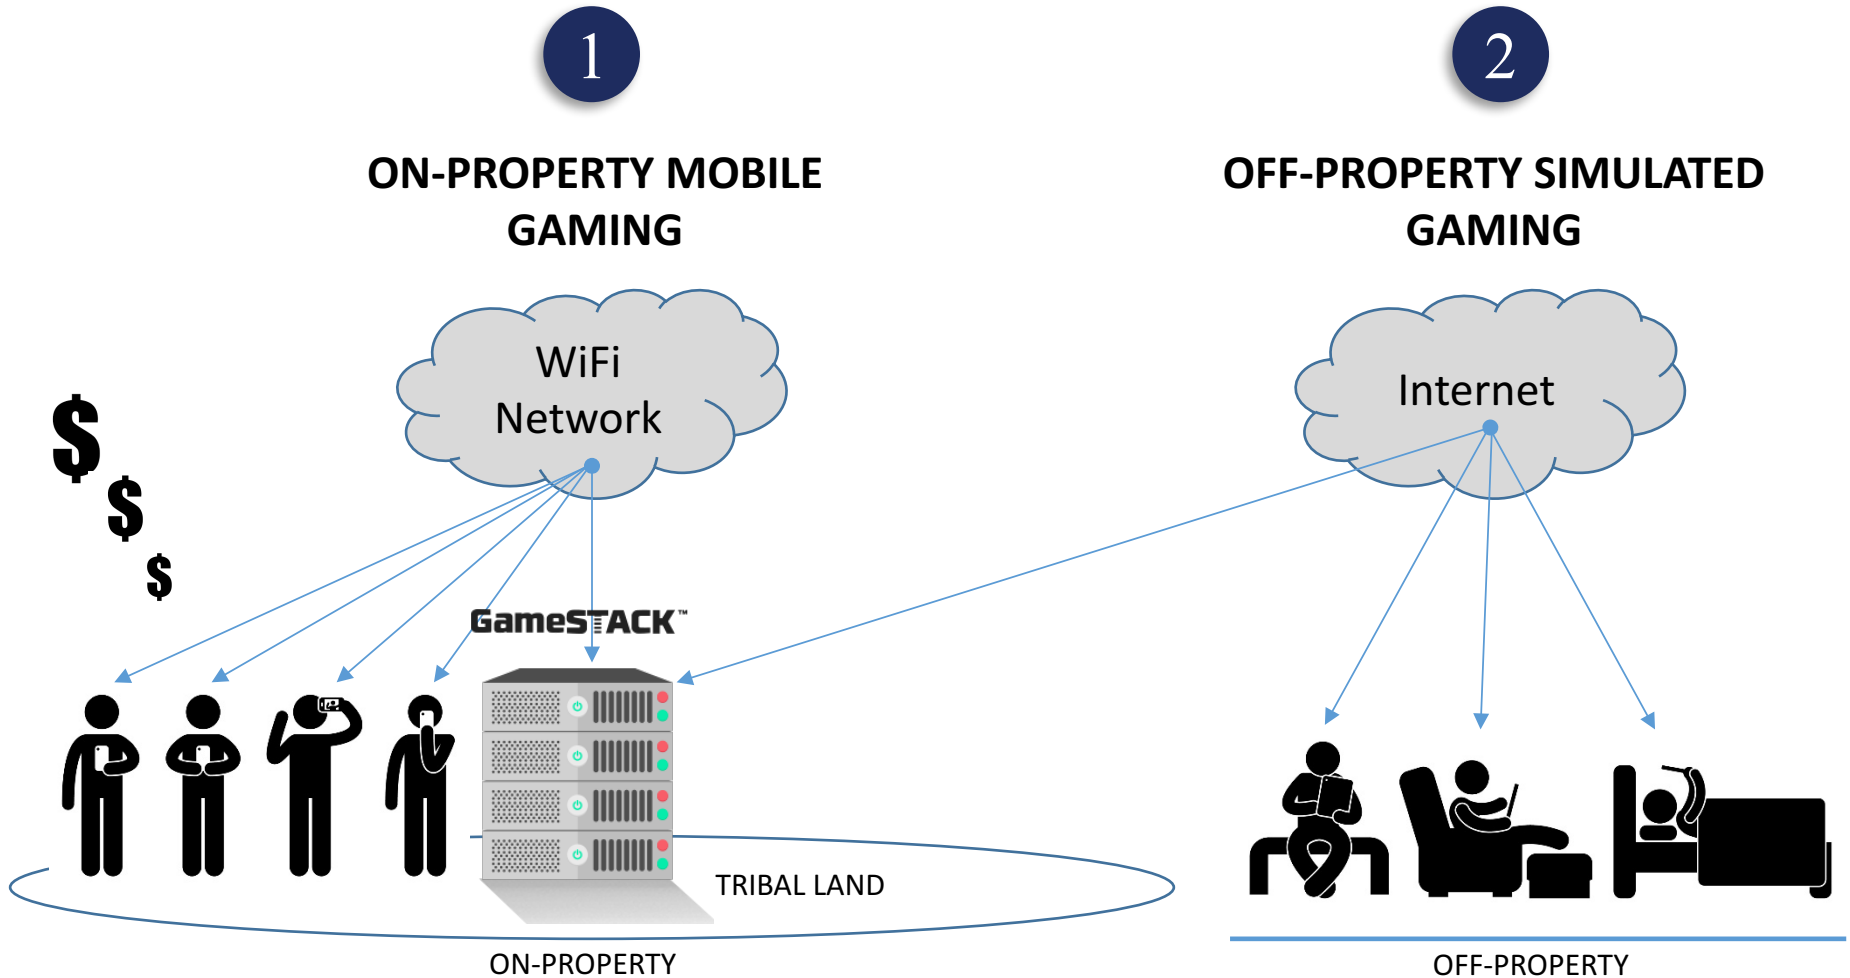 1
2
ON-PROPERTY MOBILE
GAMING
OFF-PROPERTY SIMULATED
GAMING
WiFi
Network
Internet
$
$
$
GameSTACK™
TRIBAL LAND
ON-PROPERTY
OFF-PROPERTY